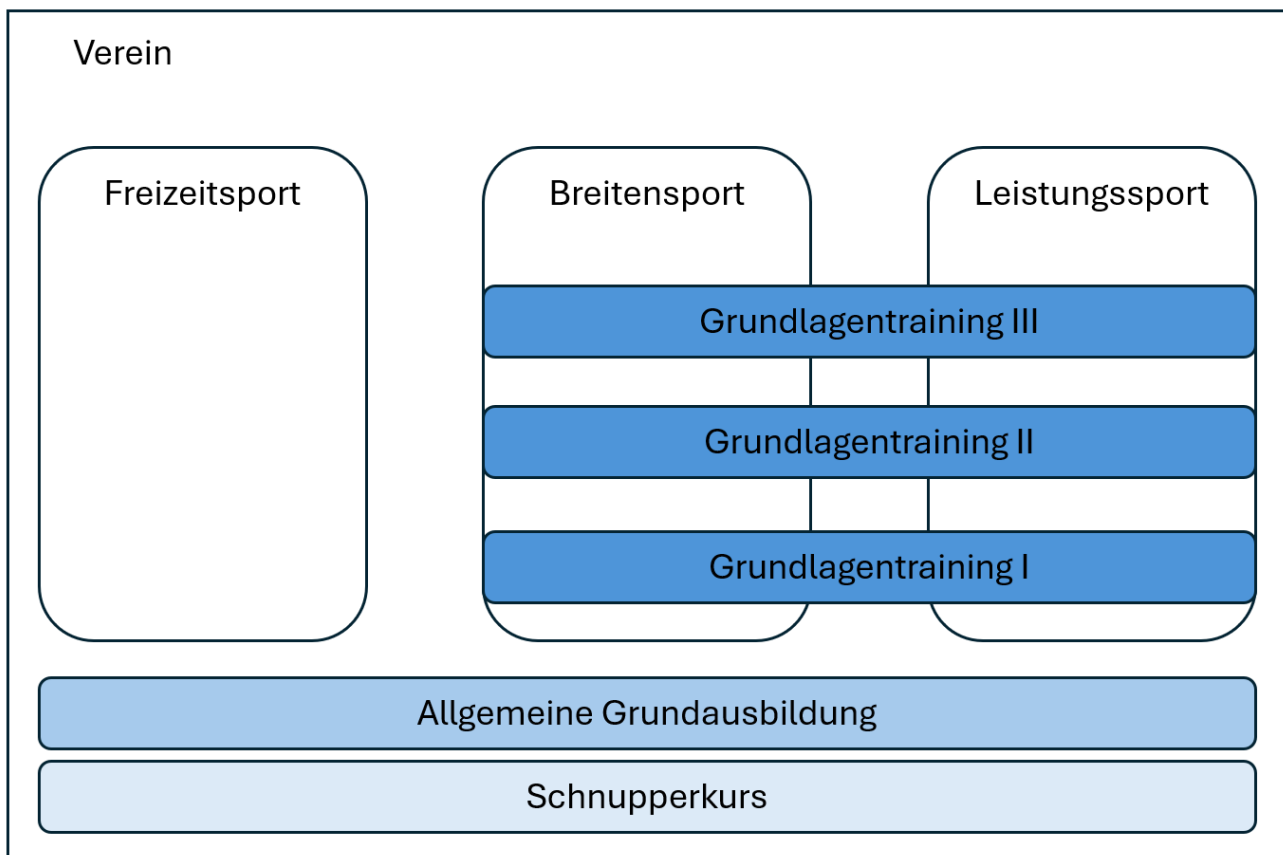 Verein
Freizeitsport
Breitensport
Leistungssport
Grundlagentraining III
Grundlagentraining II
Grundlagentraining I
Allgemeine Grundausbildung
Schnupperkurs